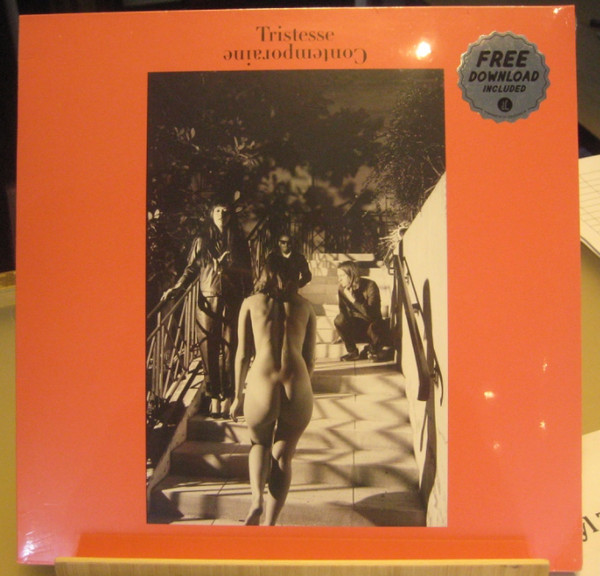 Tristesse
Contemporaine
FREE
DOWNLOAD
INCLUDED